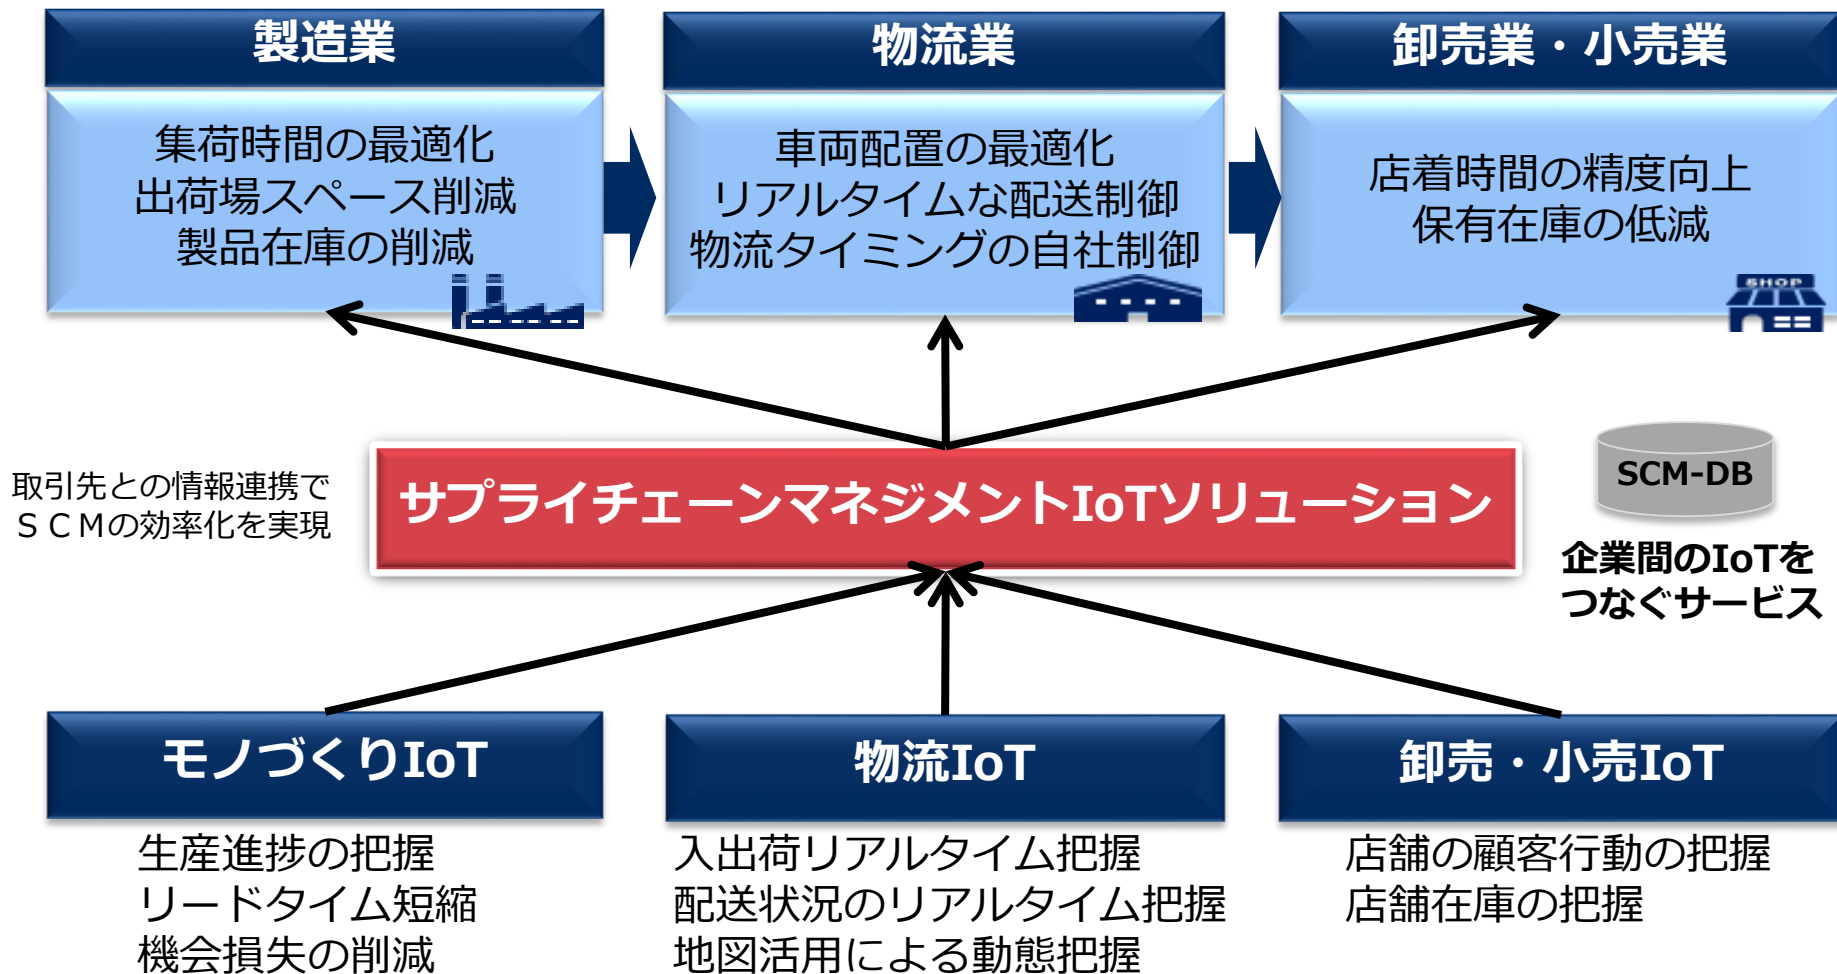 製造業
集荷時間の最適化
出荷場スペース削減
製品在庫の削減
物流業
車両配置の最適化
リアルタイムな配送制御
物流タイミングの自社制御
卸売業・小売業
店着時間の精度向上
保有在庫の低減
SHOP
取引先との情報連携で
ＳＣＭの効率化を実現
サプライチェーンマネジメントIoTソリューション
SCM-DB
企業間のIoTを
つなぐサービス
モノづくりIoT
生産進捗の把握
リードタイム短縮
機会損失の削減
物流IoT
入出荷リアルタイム把握
配送状況のリアルタイム把握
地図活用による動態把握
卸売・小売IoT
店舗の顧客行動の把握
店舗在庫の把握